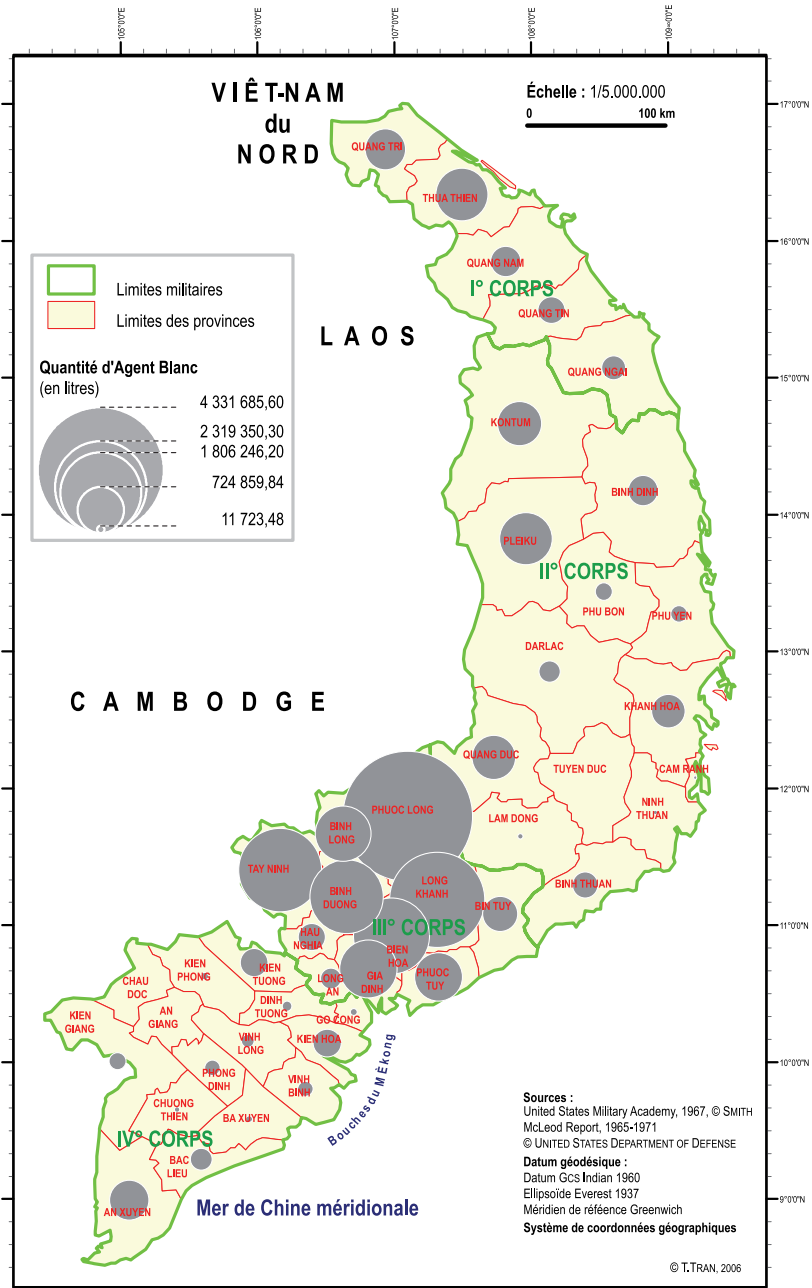 105°0'0"E
106°0'0"E
107°0'0"E
108°0'0"E
109°0'0"E
VIÊT-NAM
du
NORD
Échelle : 1/5.000.000
0 100 km
17°0'0"N
16°0'0"N
15°0'0"N
14°0'0"N
13°0'0"N
12°0'0"N
11°0'0"N
10°0'0"N
9°0'0"N
Limites militaires
Limites des provinces
Quantité d'Agent Blanc
(en litres)
4 331 685,60
2 319 350,30
1 806 246,20
724 859,84
11 723,48
LAOS
CAMBODGE
QUANG TRI
THUA THIEN
QUANG NAM
I° CORPS
QUANG TIN
QUANG NGAI
KONTUM
BINH DINH
PLEIKU
II° CORPS
PHU BON
PHU YEN
DARLAC
KHANH HOA
QUANG DUC
TUYEN DUC
CAM RANH
NINH
THUAN
LAM DONG
BINH THUAN
PHUOC LONG
BINH
LONG
TAY NINH
BINH
DUONG
LONG
KHANH
BIN TUY
III° CORPS
HAU
NGHIA
BIEN
HOA
LONG
AN
GIA
DINH
PHUOC
TUY
KIEN
PHONG
KIEN
TUONG
CHAU
DOC
DINH
TUONG
GO CONG
KIEN
GIANG
AN
GIANG
VINH
LONG
KIEN HOA
PHONG
DINH
VINH
BINH
CHUONG
THIEN
BA XUYEN
IV° CORPS
BAC
LIEU
AN XUYEN
Bouches du MÉkong
Mer de Chine méridionale
Sources :
United States Military Academy, 1967, © SMITH
McLeod Report, 1965-1971
© UNITED STATES DEPARTMENT OF DEFENSE
Datum géodésique :
Datum GCS Indian 1960
Ellipsoïde Everest 1937
Méridien de référence Greenwich
Système de coordonnées géographiques
© T.TRAN, 2006